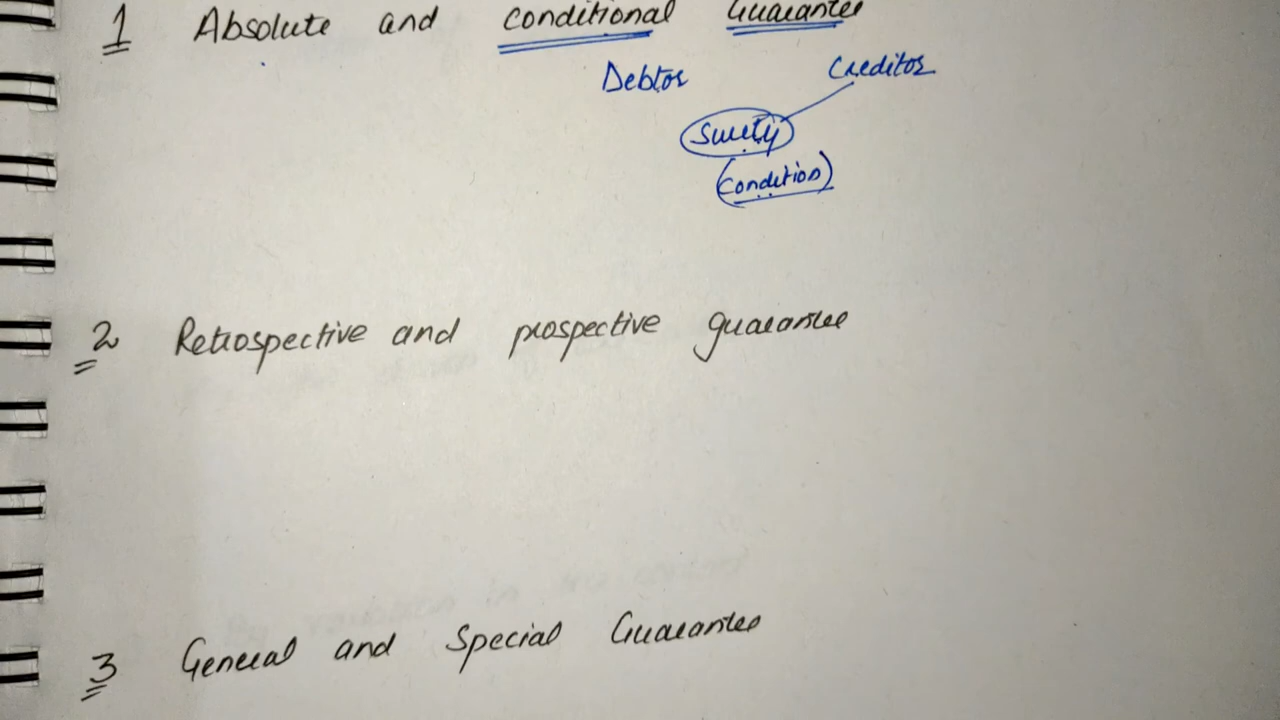 1 Absolute and conditional Guarantee
Debtor Creditor
Surety
(Condition)
2 Retrospective and prospective guarantee
3 General and Special Guarantee